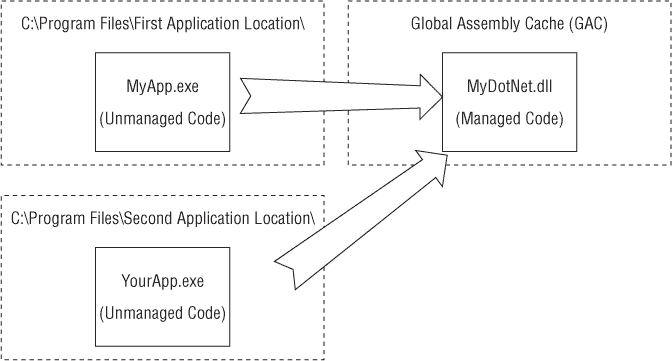 C:\Program Files\First Application Location\
MyApp.exe
(Unmanaged Code)
Global Assembly Cache (GAC)
MyDotNet.dll
(Managed Code)
C:\Program Files\Second Application Location\
YourApp.exe
(Unmanaged Code)